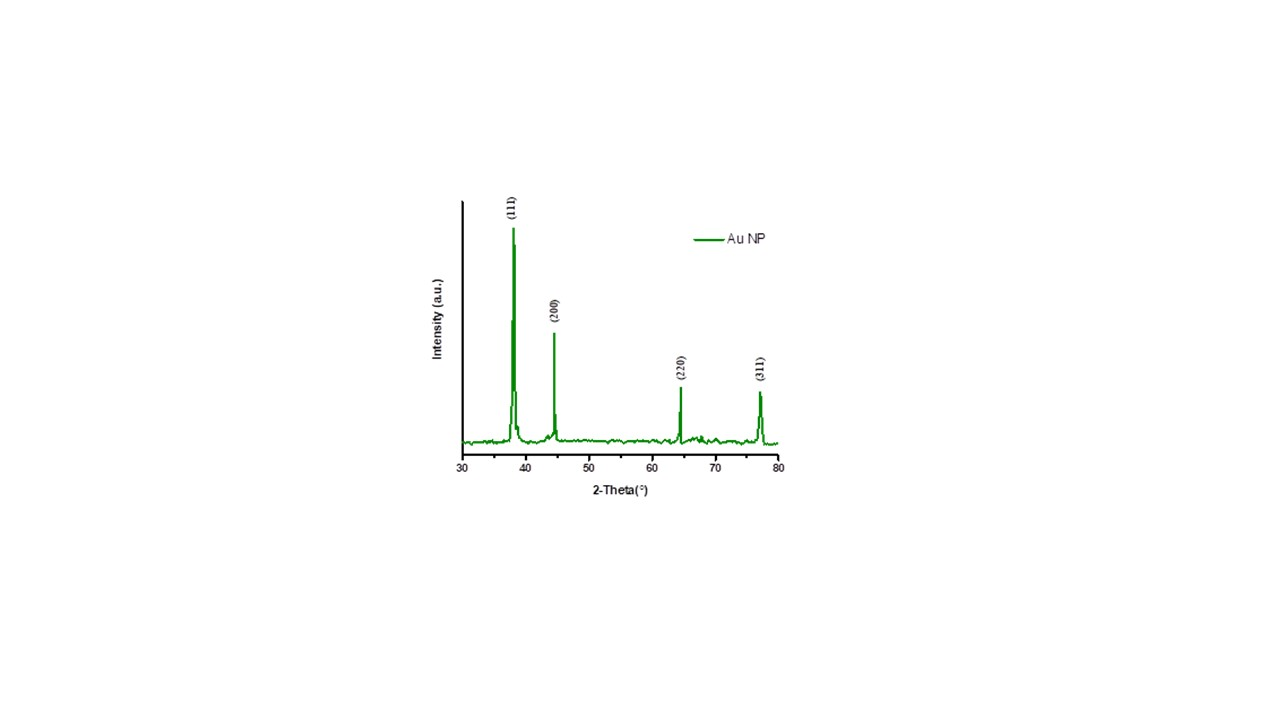 (111)
Au NP
(200)
(220)
(311)
Intensity (a.u.)
30 40 50 60 70 80
2-Theta(°)